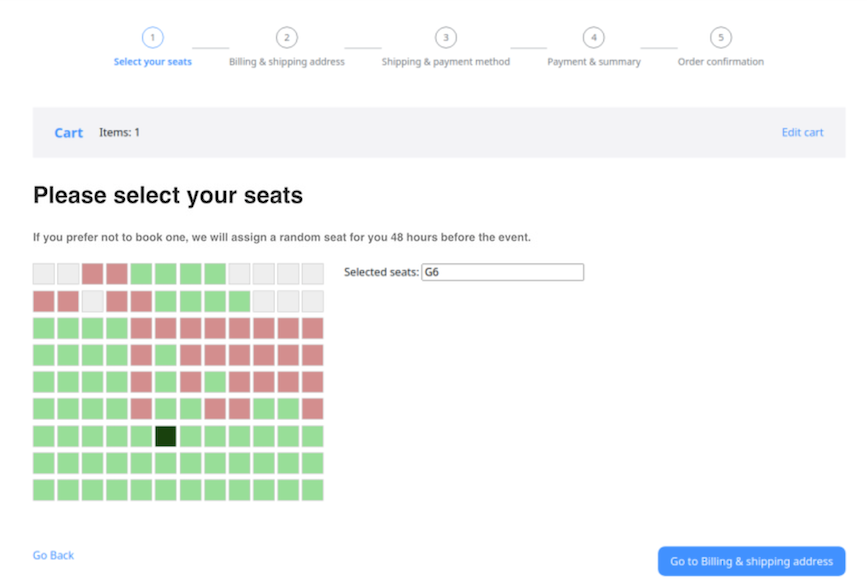 1 2 3 4 5
Select your seats Billing & shipping address Shipping & payment method Payment & summary Order confirmation
Cart Items: 1 Edit cart
Please select your seats
If you prefer not to book one, we will assign a random seat for you 48 hours before the event.
Selected seats: G6
Go Back Go to Billing & shipping address